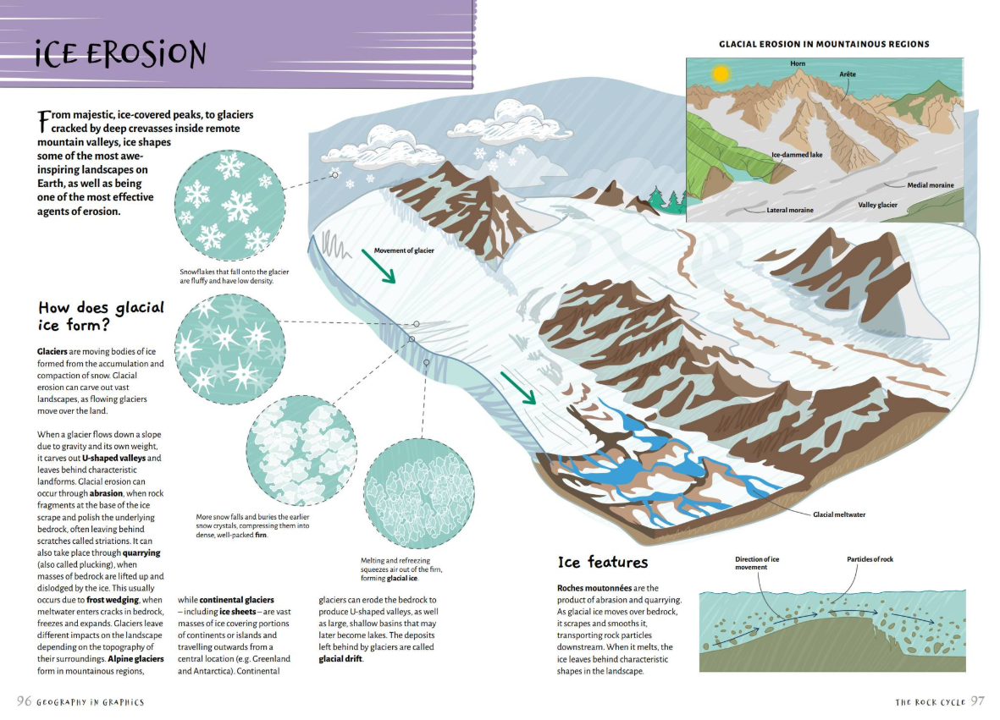 ICE EROSION
From majestic, ice-covered peaks, to glaciers
cracked by deep crevasses inside remote
mountain valleys, ice shapes
some of the most awe-
inspiring landscapes on
Earth, as well as being
one of the most effective
agents of erosion.
Snowflakes that fall onto the glacier
are fluffy and have low density.
How does glacial
ice form?
Glaciers are moving bodies of ice
formed from the accumulation and
compaction of snow. Glacial
erosion can carve out vast
landscapes, as flowing glaciers
move over the land.
When a glacier flows down a slope
due to gravity and its own weight,
it carves out U-shaped valleys and
leaves behind characteristic
landforms. Glacial erosion can
occur through abrasion, when rock
fragments at the base of the ice
scrape and polish the underlying
bedrock, often leaving behind
scratches called striations. It can
also take place through quarrying
(also called plucking), when
masses of bedrock are lifted up and
dislodged by the ice. This usually
occurs due to frost wedging, when
meltwater enters cracks in bedrock,
freezes and expands. Glaciers leave
different impacts on the landscape
depending on the topography of
their surroundings. Alpine glaciers
form in mountainous regions,
while continental glaciers
– including ice sheets – are vast
masses of ice covering portions
of continents or islands and
travelling outwards from a
central location (e.g. Greenland
and Antarctica). Continental
glaciers can erode the bedrock to
produce U-shaped valleys, as well
as large, shallow basins that may
later become lakes. The deposits
left behind by glaciers are called
glacial drift.
More snow falls and buries the earlier
snow crystals, compressing them into
dense, well-packed firn.
Melting and refreezing
squeezes air out of the firn,
forming glacial ice.
Movement of glacier
Glacial meltwater
GLACIAL EROSION IN MOUNTAINOUS REGIONS
Horn
Arête
Ice-dammed lake
Medial moraine
Valley glacier
Lateral moraine
Ice features
Roches moutonnées are the
product of abrasion and quarrying.
As glacial ice moves over bedrock,
it scrapes and smooths it,
transporting rock particles
downstream. When it melts, the
ice leaves behind characteristic
shapes in the landscape.
Direction of ice
movement
Particles of rock
96 GEOGRAPHY IN GRAPHICS
THE ROCK CYCLE 97